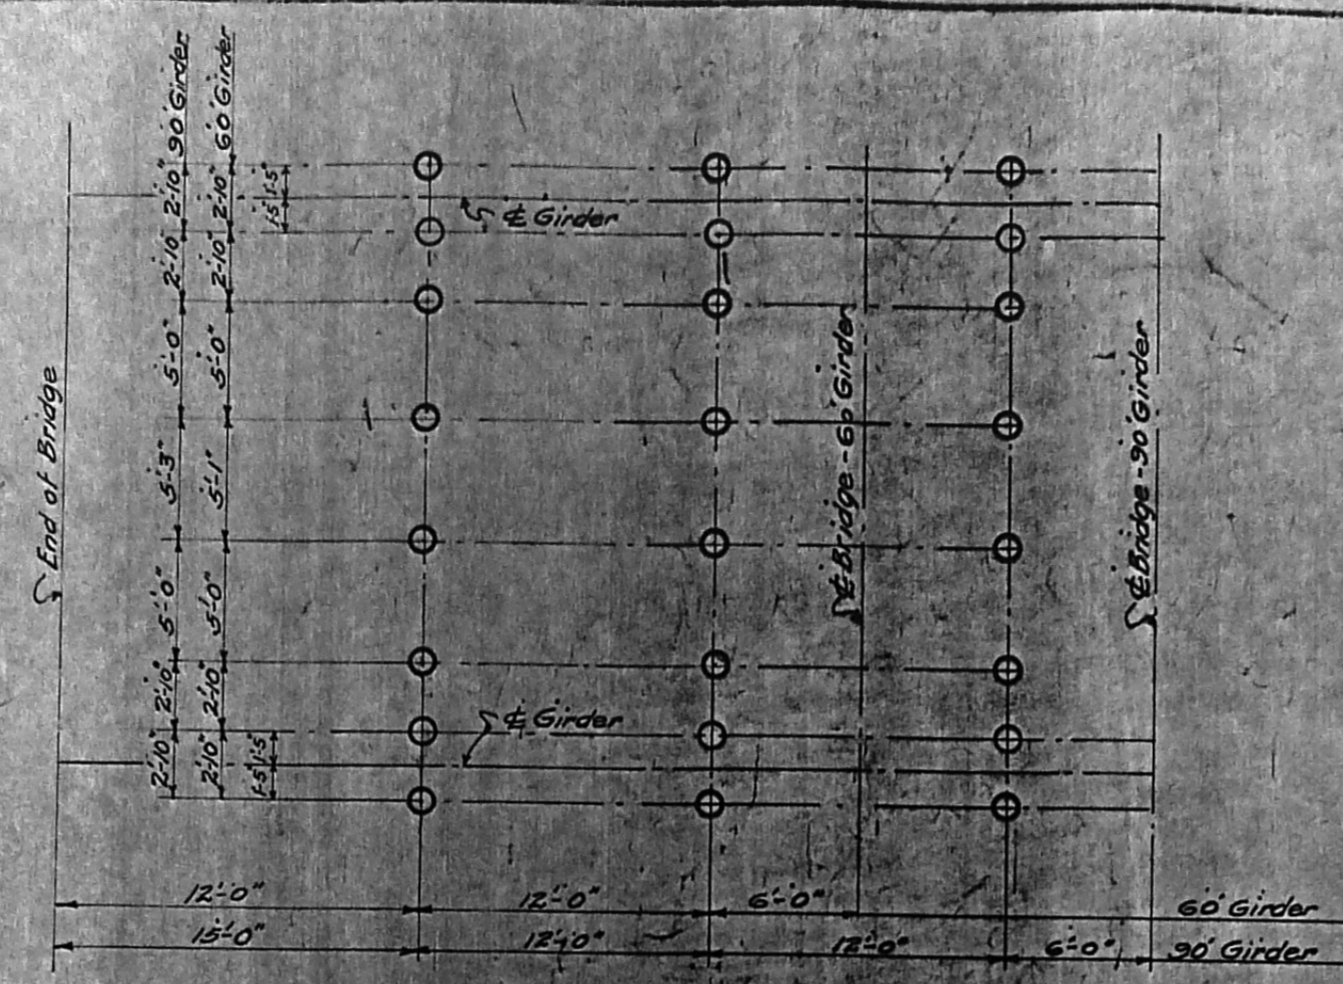 90' Girder
60' Girder
2'-10" 2'-10" 1'-5"
1'-5"
℄ Girder
2'-10" 2'-10"
5'-0" 5'-0"
5'-3" 5'-1"
5'-0" 5'-0"
2'-10" 2'-10"
2'-10" 2'-10" 1'-5"
1'-5"
℄ Girder
End of Bridge
℄ Bridge - 60' Girder
℄ Bridge - 90' Girder
12'-0" 12'-0" 6'-0" 60' Girder
15'-0" 12'-0" 12'-0" 6'-0" 90' Girder